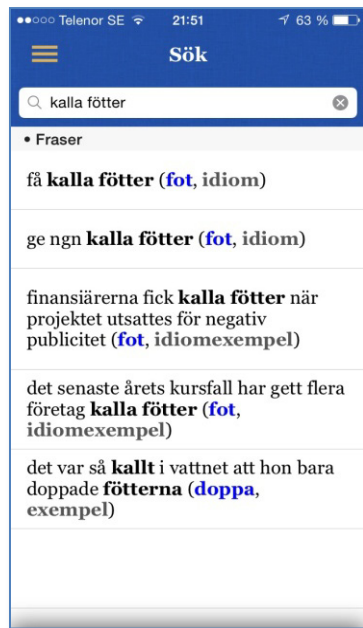 ●●○○○ Telenor SE 21:51 63 %
Sök
kalla fötter
• Fraser
få kalla fötter (fot, idiom)
ge ngn kalla fötter (fot, idiom)
finansiärerna fick kalla fötter när
projektet utsattes för negativ
publicitet (fot, idiomexempel)
det senaste årets kursfall har gett flera
företag kalla fötter (fot,
idiomexempel)
det var så kallt i vattnet att hon bara
doppade fötterna (doppa,
exempel)